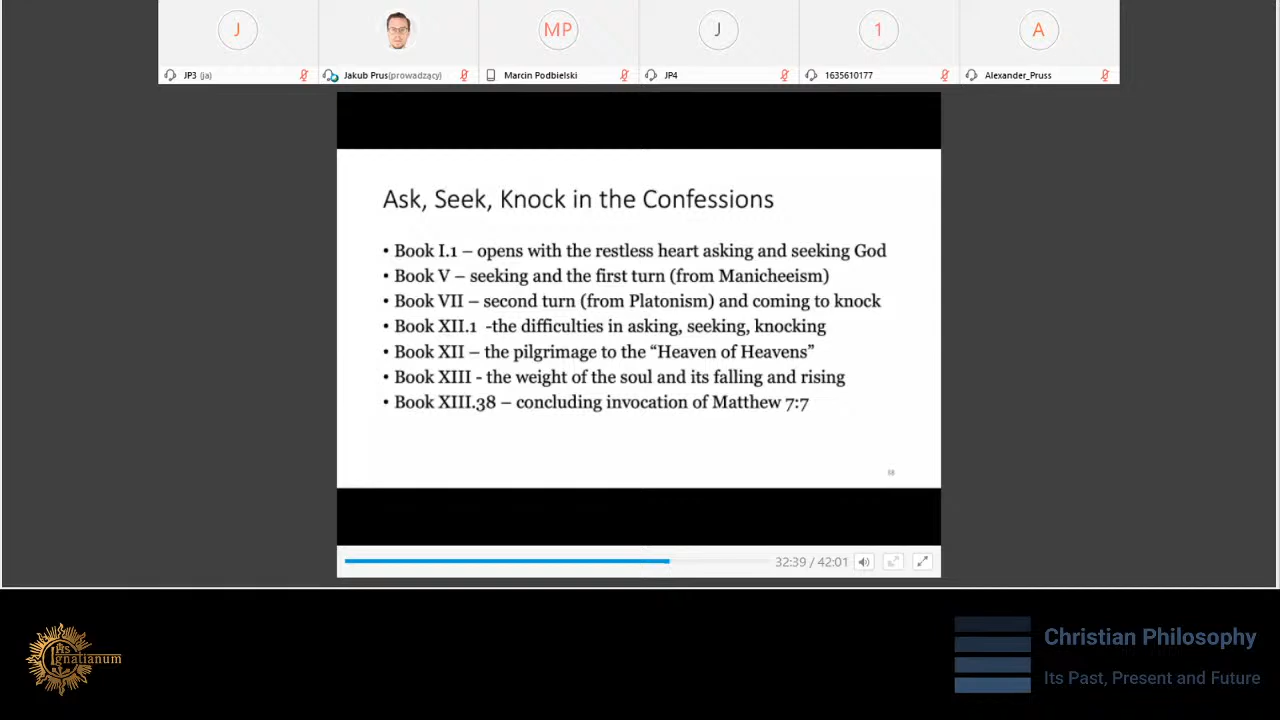 J
MP
J
1
A
JP3 (ja)
Jakub Prus(prowadzący)
Marcin Podbielski
JP4
1635610177
Alexander_Pruss
Ask, Seek, Knock in the Confessions
• Book I.1 – opens with the restless heart asking and seeking God
• Book V – seeking and the first turn (from Manicheeism)
• Book VII – second turn (from Platonism) and coming to knock
• Book XII.1 -the difficulties in asking, seeking, knocking
• Book XII – the pilgrimage to the “Heaven of Heavens”
• Book XIII - the weight of the soul and its falling and rising
• Book XIII.38 – concluding invocation of Matthew 7:7
32:39 / 42:01
Ignatianum
Christian Philosophy
Its Past, Present and Future